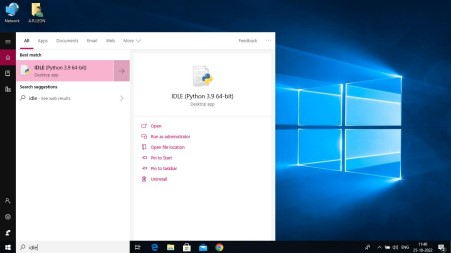 Network
A.R.LEON
All Apps Documents Email Web More Feedback ...
Best match
IDLE (Python 3.9 64-bit)
Desktop app
Search suggestions
idle - See web results
IDLE (Python 3.9 64-bit)
Desktop app
Open
Run as administrator
Open file location
Pin to Start
Pin to taskbar
Uninstall
idle
ENG
11:40
25-10-2022